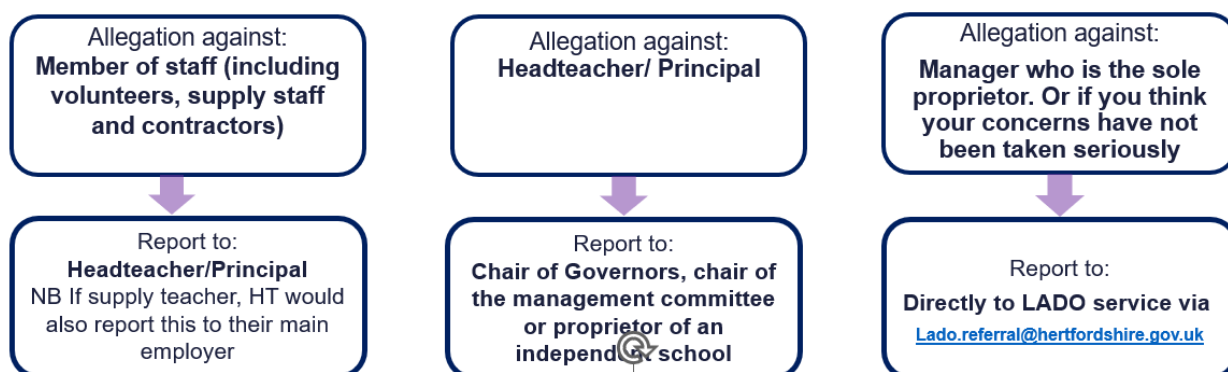 Allegation against:
Member of staff (including
volunteers, supply staff
and contractors)
Report to:
Headteacher/Principal
NB If supply teacher, HT would
also report this to their main
employer
Allegation against:
Headteacher/ Principal
Report to:
Chair of Governors, chair of
the management committee
or proprietor of an
independent school
Allegation against:
Manager who is the sole
proprietor. Or if you think
your concerns have not
been taken seriously
Report to:
Directly to LADO service via
Lado.referral@hertfordshire.gov.uk